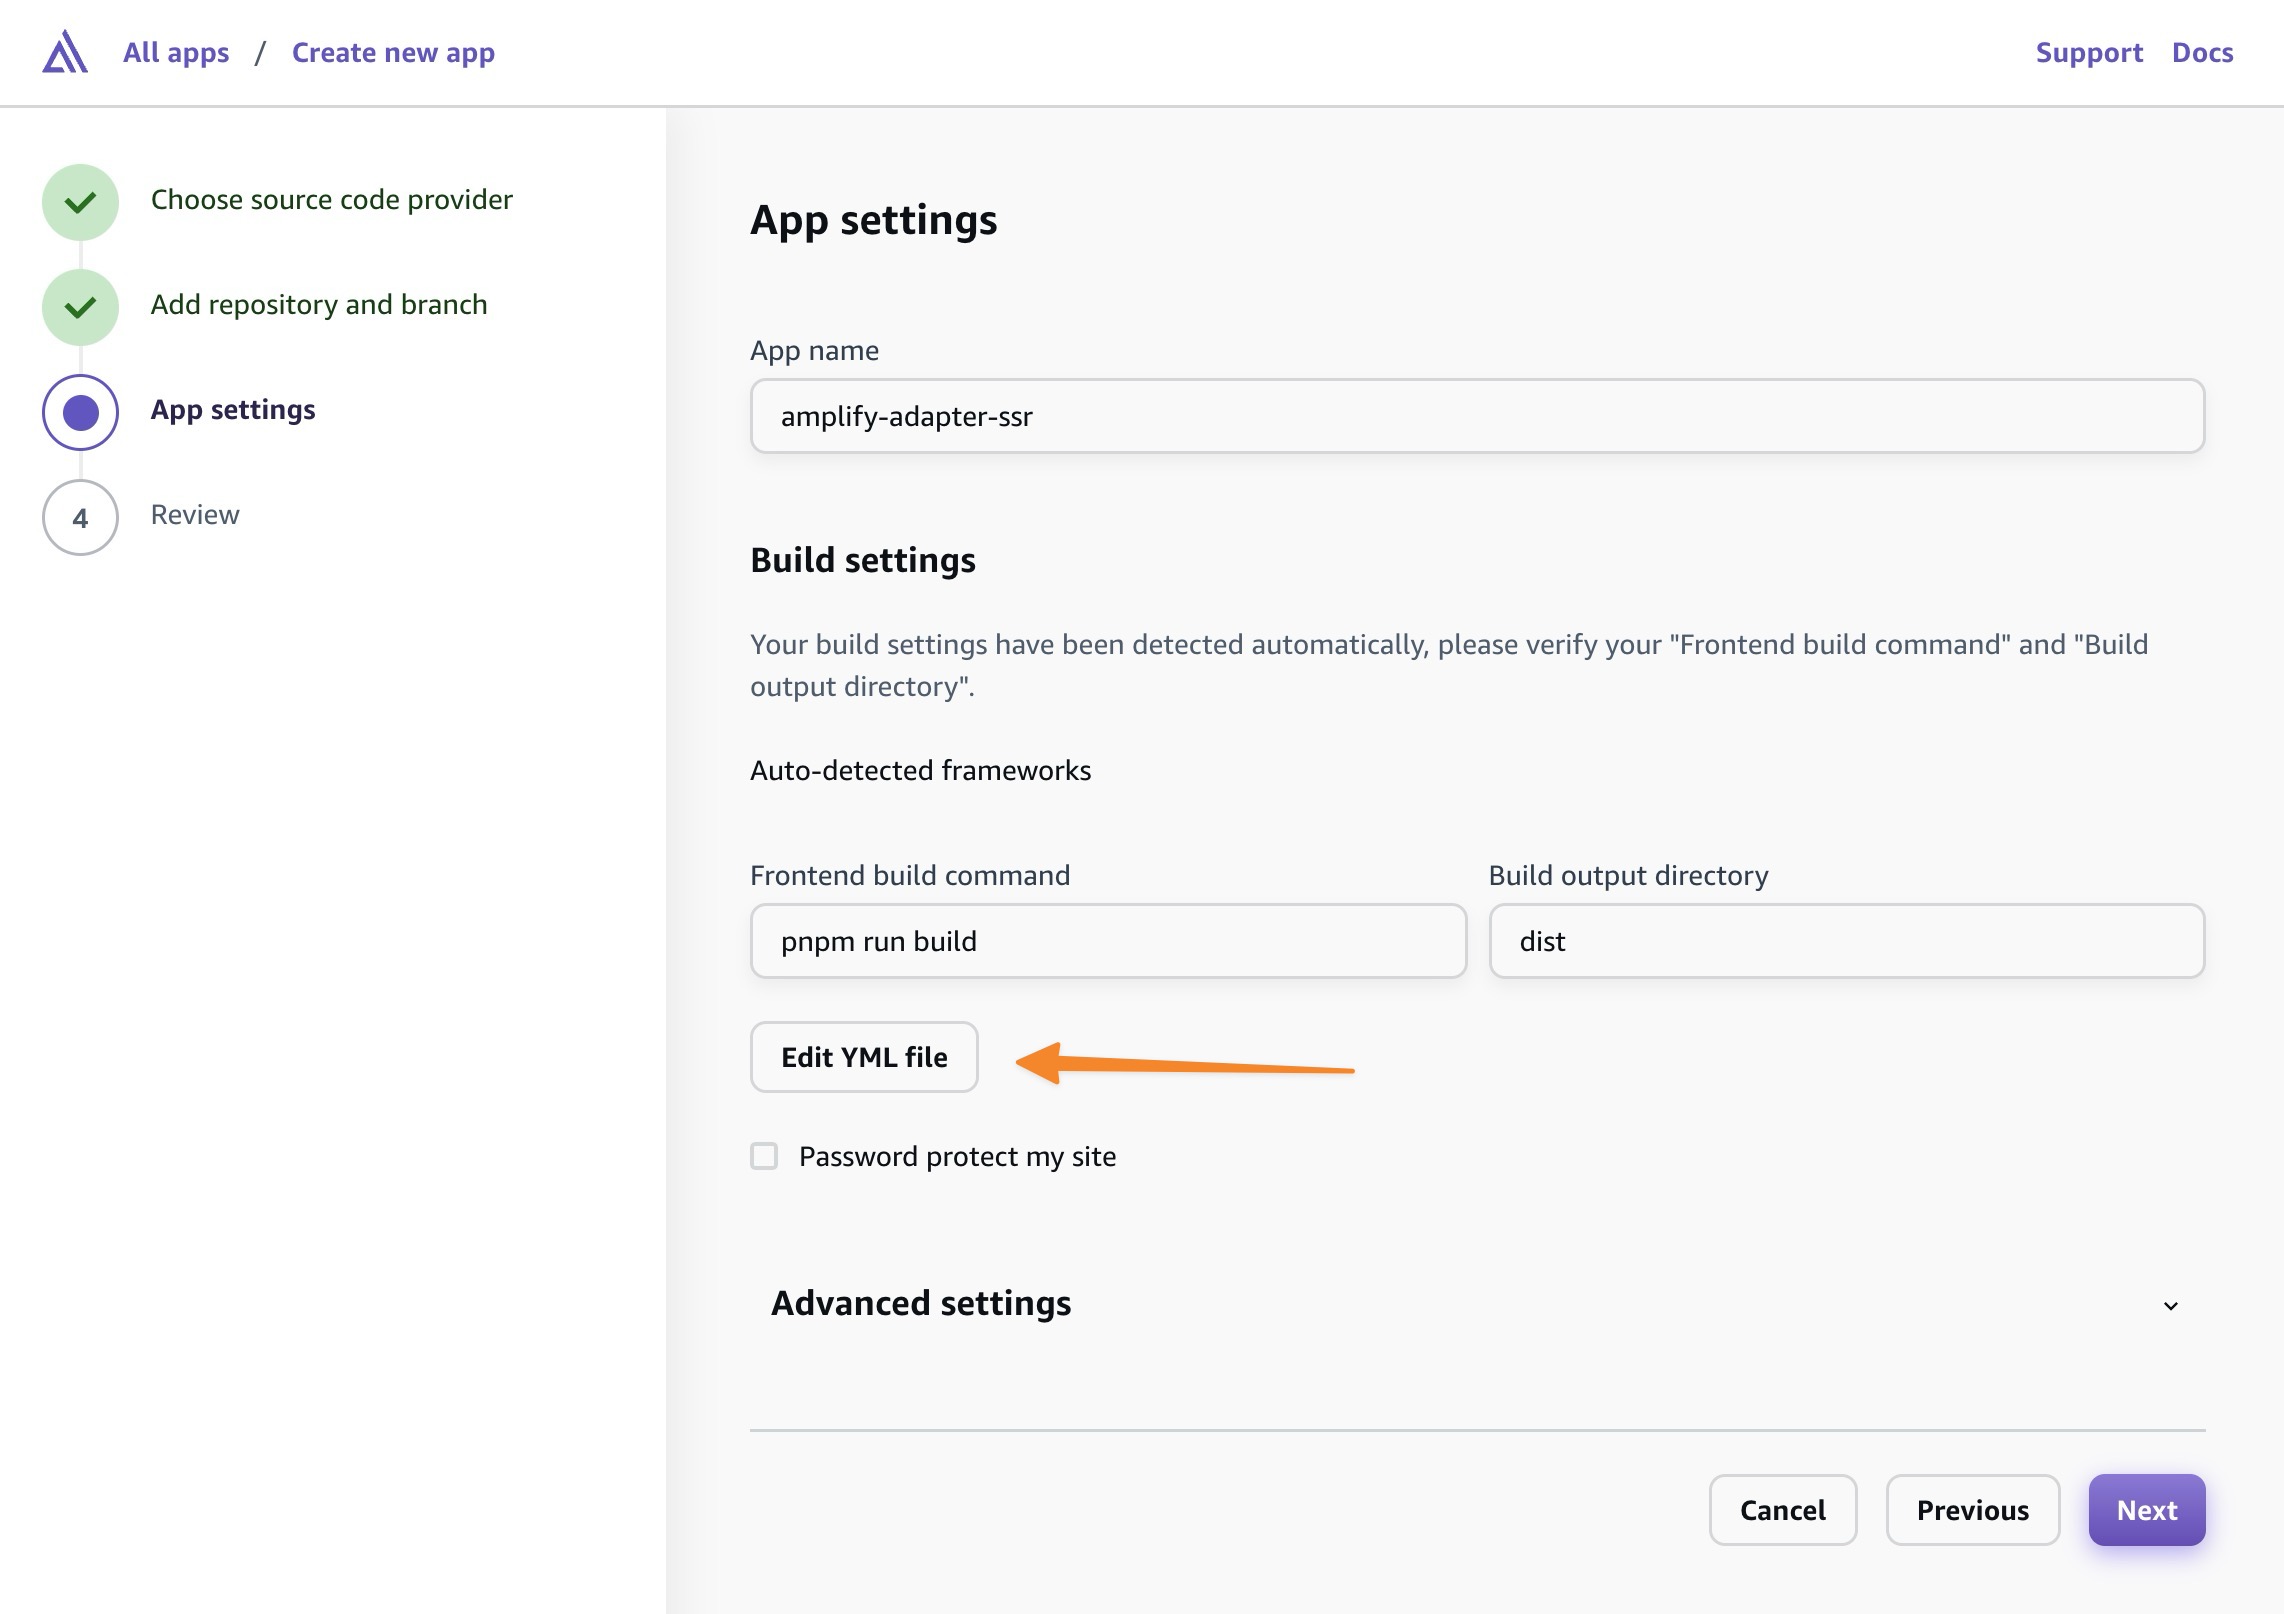 All apps / Create new app
Support Docs
Choose source code provider
Add repository and branch
App settings
4 Review
App settings
App name
amplify-adapter-ssr
Build settings
Your build settings have been detected automatically, please verify your "Frontend build command" and "Build
output directory".
Auto-detected frameworks
Frontend build command
pnpm run build
Build output directory
dist
Edit YML file
Password protect my site
Advanced settings
Cancel Previous Next